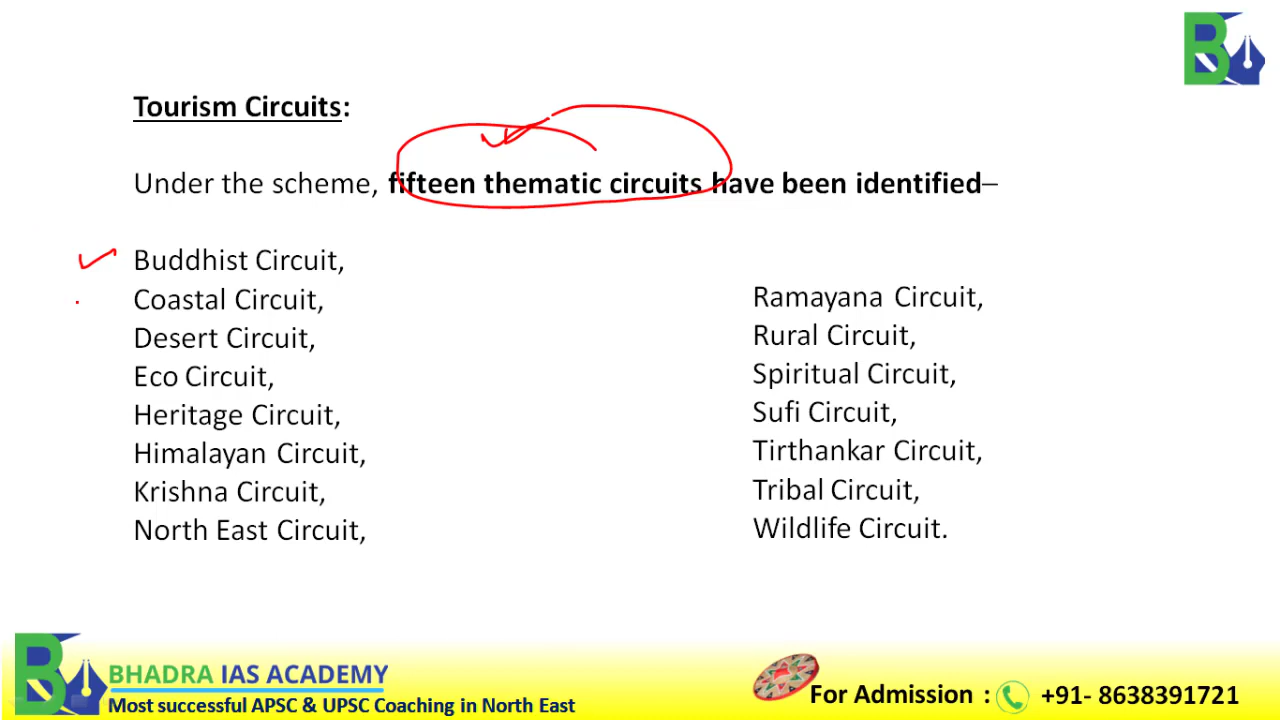 Tourism Circuits:
Under the scheme, fifteen thematic circuits have been identified–
Buddhist Circuit,
Coastal Circuit,
Desert Circuit,
Eco Circuit,
Heritage Circuit,
Himalayan Circuit,
Krishna Circuit,
North East Circuit,
Ramayana Circuit,
Rural Circuit,
Spiritual Circuit,
Sufi Circuit,
Tirthankar Circuit,
Tribal Circuit,
Wildlife Circuit.
BHADRA IAS ACADEMY
Most successful APSC & UPSC Coaching in North East
For Admission : +91- 8638391721